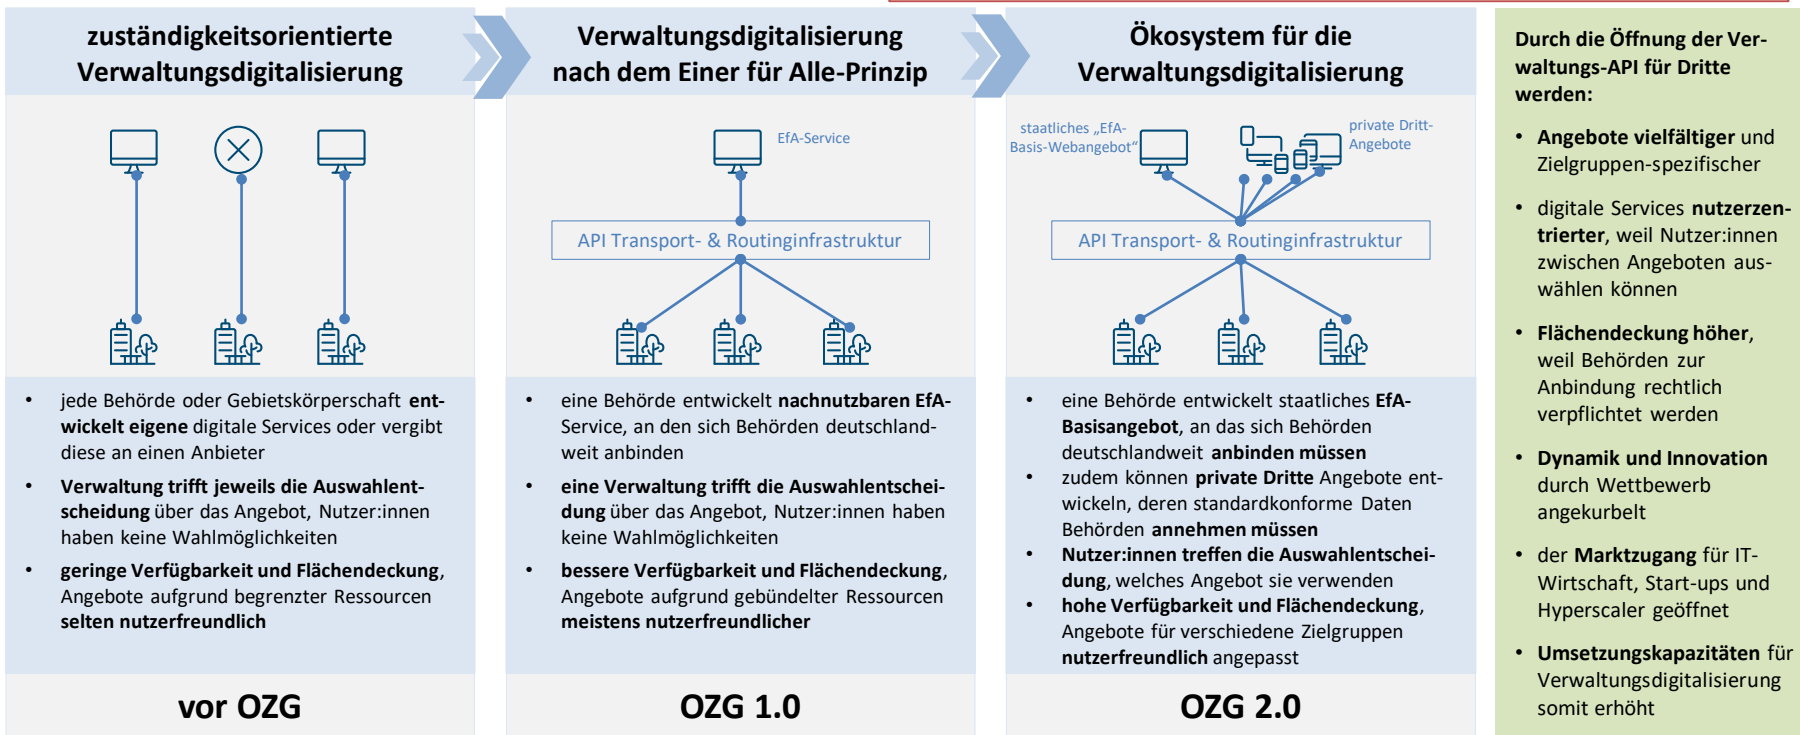 zuständigkeitsorientierte
Verwaltungsdigitalisierung
jede Behörde oder Gebietskörperschaft ent-
wickelt eigene digitale Services oder vergibt
diese an einen Anbieter
Verwaltung trifft jeweils die Auswahlent-
scheidung über das Angebot, Nutzer:innen
haben keine Wahlmöglichkeiten
geringe Verfügbarkeit und Flächendeckung,
Angebote aufgrund begrenzter Ressourcen
selten nutzerfreundlich
vor OZG
Verwaltungsdigitalisierung
nach dem Einer für Alle-Prinzip
EfA-Service
API Transport- & Routinginfrastruktur
eine Behörde entwickelt nachnutzbaren EfA-
Service, an den sich Behörden deutschland-
weit anbinden
eine Verwaltung trifft die Auswahlentschei-
dung über das Angebot, Nutzer:innen haben
keine Wahlmöglichkeiten
bessere Verfügbarkeit und Flächendeckung,
Angebote aufgrund gebündelter Ressourcen
meistens nutzerfreundlicher
OZG 1.0
Ökosystem für die
Verwaltungsdigitalisierung
staatliches „EfA-
Basis-Webangebot“
private Dritt-
Angebote
API Transport- & Routinginfrastruktur
eine Behörde entwickelt staatliches EfA-
Basisangebot, an das sich Behörden
deutschlandweit anbinden müssen
zudem können private Dritte Angebote ent-
wickeln, deren standardkonforme Daten
Behörden annehmen müssen
Nutzer:innen treffen die Auswahlentschei-
dung, welches Angebot sie verwenden
hohe Verfügbarkeit und Flächendeckung,
Angebote für verschiedene Zielgruppen
nutzerfreundlich angepasst
OZG 2.0
Durch die Öffnung der Ver-
waltungs-API für Dritte
werden:
Angebote vielfältiger und
Zielgruppen-spezifischer
digitale Services nutzerzen-
trierter, weil Nutzer:innen
zwischen Angeboten aus-
wählen können
Flächendeckung höher,
weil Behörden zur
Anbindung rechtlich
verpflichtet werden
Dynamik und Innovation
durch Wettbewerb
angekurbelt
der Marktzugang für IT-
Wirtschaft, Start-ups und
Hyperscaler geöffnet
Umsetzungskapazitäten für
Verwaltungsdigitalisierung
somit erhöht